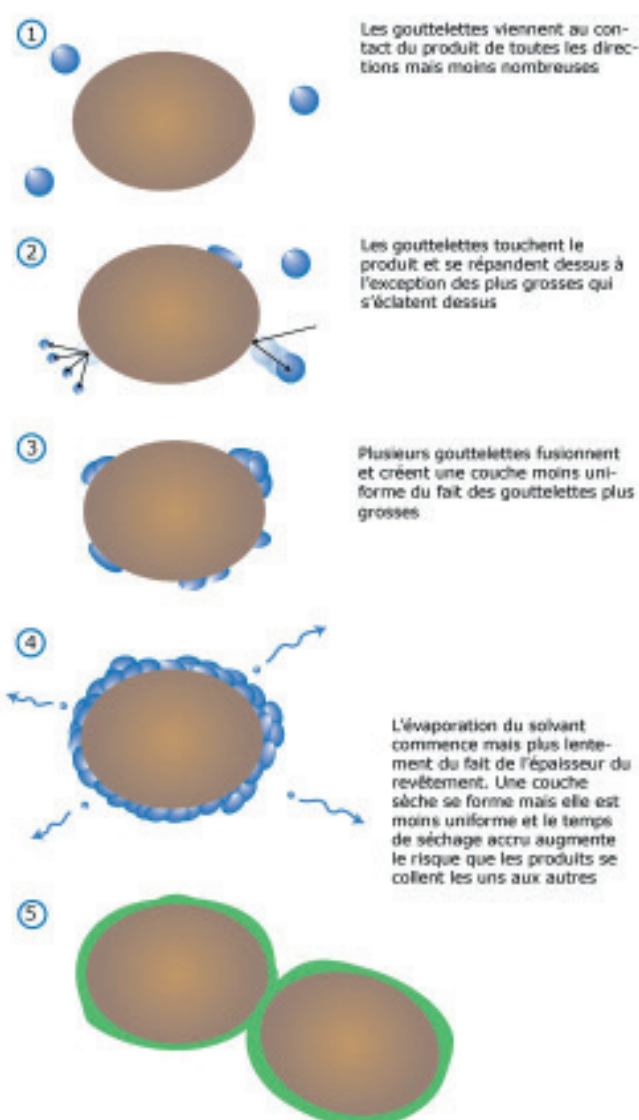 1
Les gouttelettes viennent au con-
tact du produit de toutes les direc-
tions mais moins nombreuses
2
Les gouttelettes touchent le
produit et se répandent dessus à
l'exception des plus grosses qui
s'éclatent dessus
3
Plusieurs gouttelettes fusionnent
et créent une couche moins uni-
forme du fait des gouttelettes plus
grosses
4
L'évaporation du solvant
commence mais plus lente-
ment du fait de l'épaisseur du
revêtement. Une couche
sèche se forme mais elle est
moins uniforme et le temps
de séchage accru augmente
le risque que les produits se
collent les uns aux autres
5